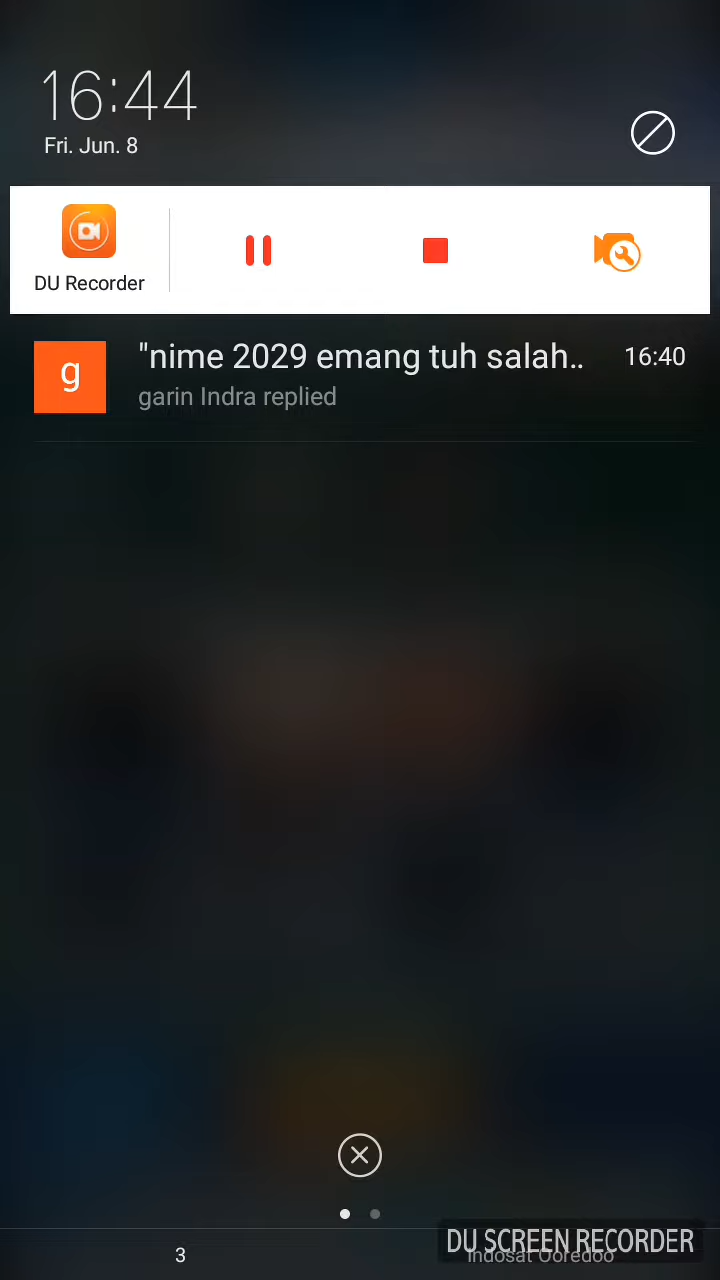 16:44
Fri. Jun. 8
DU Recorder
"nime 2029 emang tuh salah..
16:40
g
garin Indra replied
DU SCREEN RECORDER
3
Indosat Ooredoo